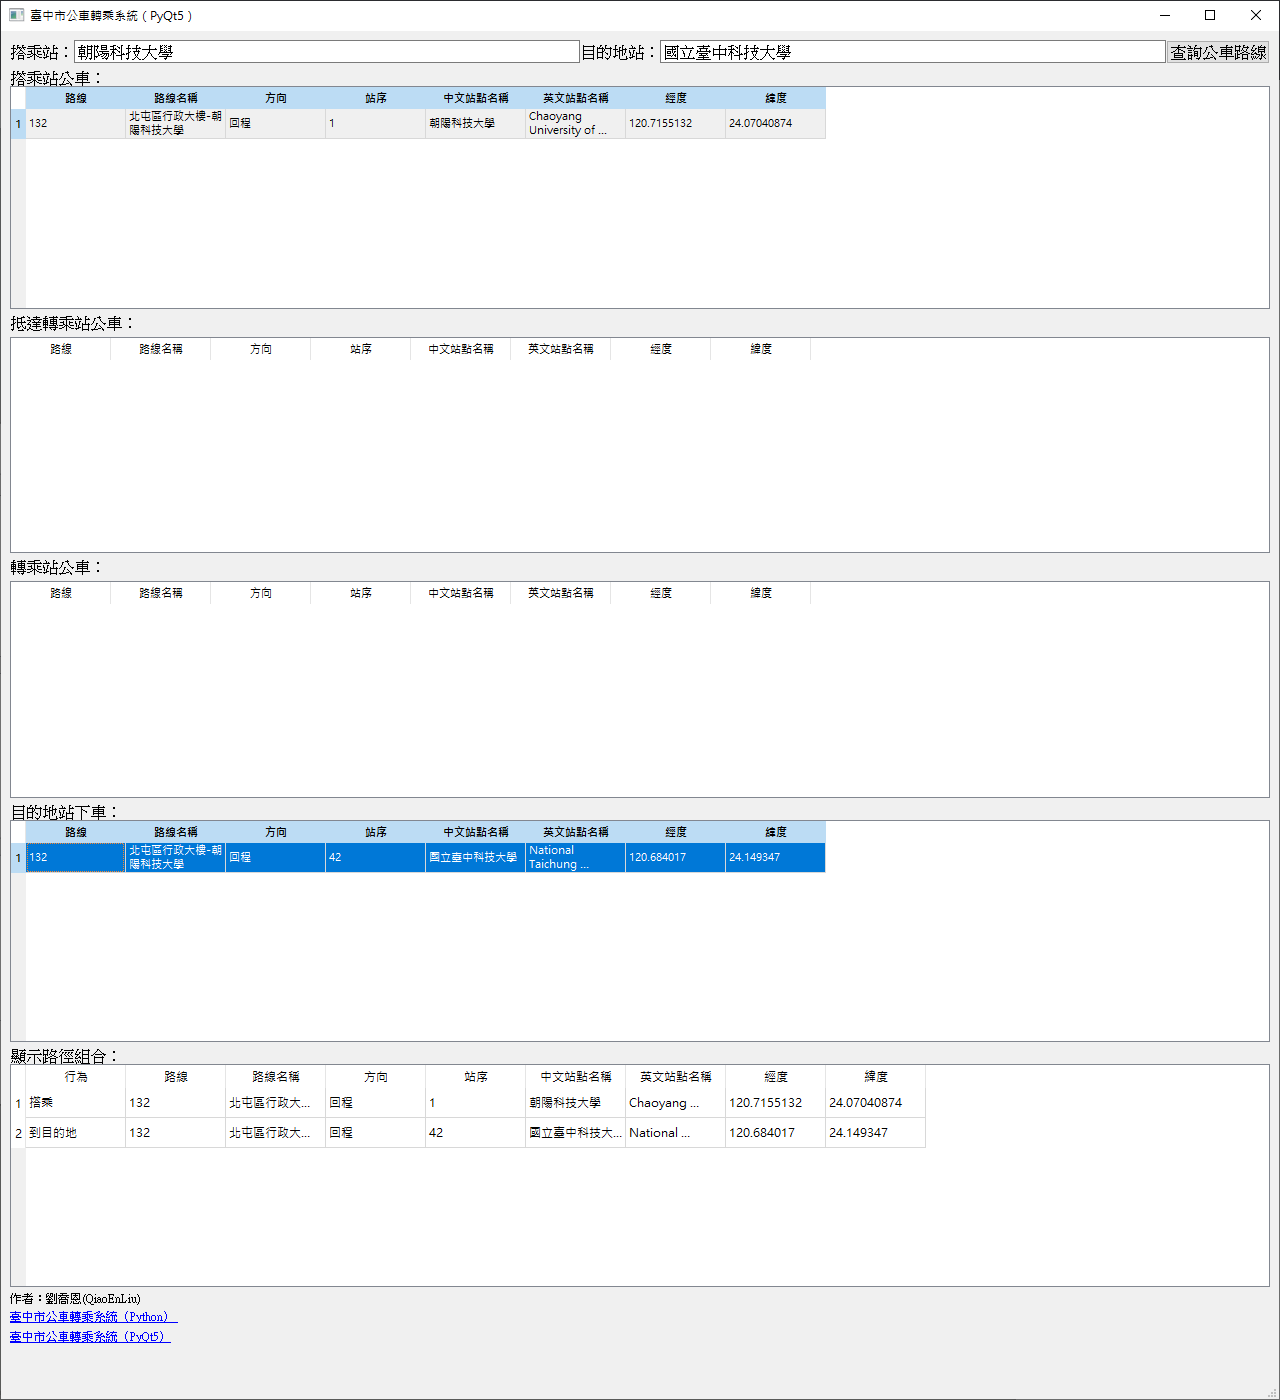 臺中市公車轉乘系統（PyQt5）
搭乘站：朝陽科技大學 目的地站：國立臺中科技大學 查詢公車路線
搭乘站公車：
路線 路線名稱 方向 站序 中文站點名稱 英文站點名稱 經度 緯度
1 132 北屯區行政大樓-朝陽科技大學 回程 1 朝陽科技大學 Chaoyang University of ... 120.7155132 24.07040874
抵達轉乘站公車：
路線 路線名稱 方向 站序 中文站點名稱 英文站點名稱 經度 緯度
轉乘站公車：
路線 路線名稱 方向 站序 中文站點名稱 英文站點名稱 經度 緯度
目的地站下車：
路線 路線名稱 方向 站序 中文站點名稱 英文站點名稱 經度 緯度
1 132 北屯區行政大樓-朝陽科技大學 回程 42 國立臺中科技大學 National Taichung ... 120.684017 24.149347
顯示路徑組合：
行為 路線 路線名稱 方向 站序 中文站點名稱 英文站點名稱 經度 緯度
1 搭乘 132 北屯區行政大... 回程 1 朝陽科技大學 Chaoyang ... 120.7155132 24.07040874
2 到目的地 132 北屯區行政大... 回程 42 國立臺中科技大... National ... 120.684017 24.149347
作者：劉喬恩(QiaoEnLiu)
臺中市公車轉乘系統（Python）
臺中市公車轉乘系統（PyQt5）